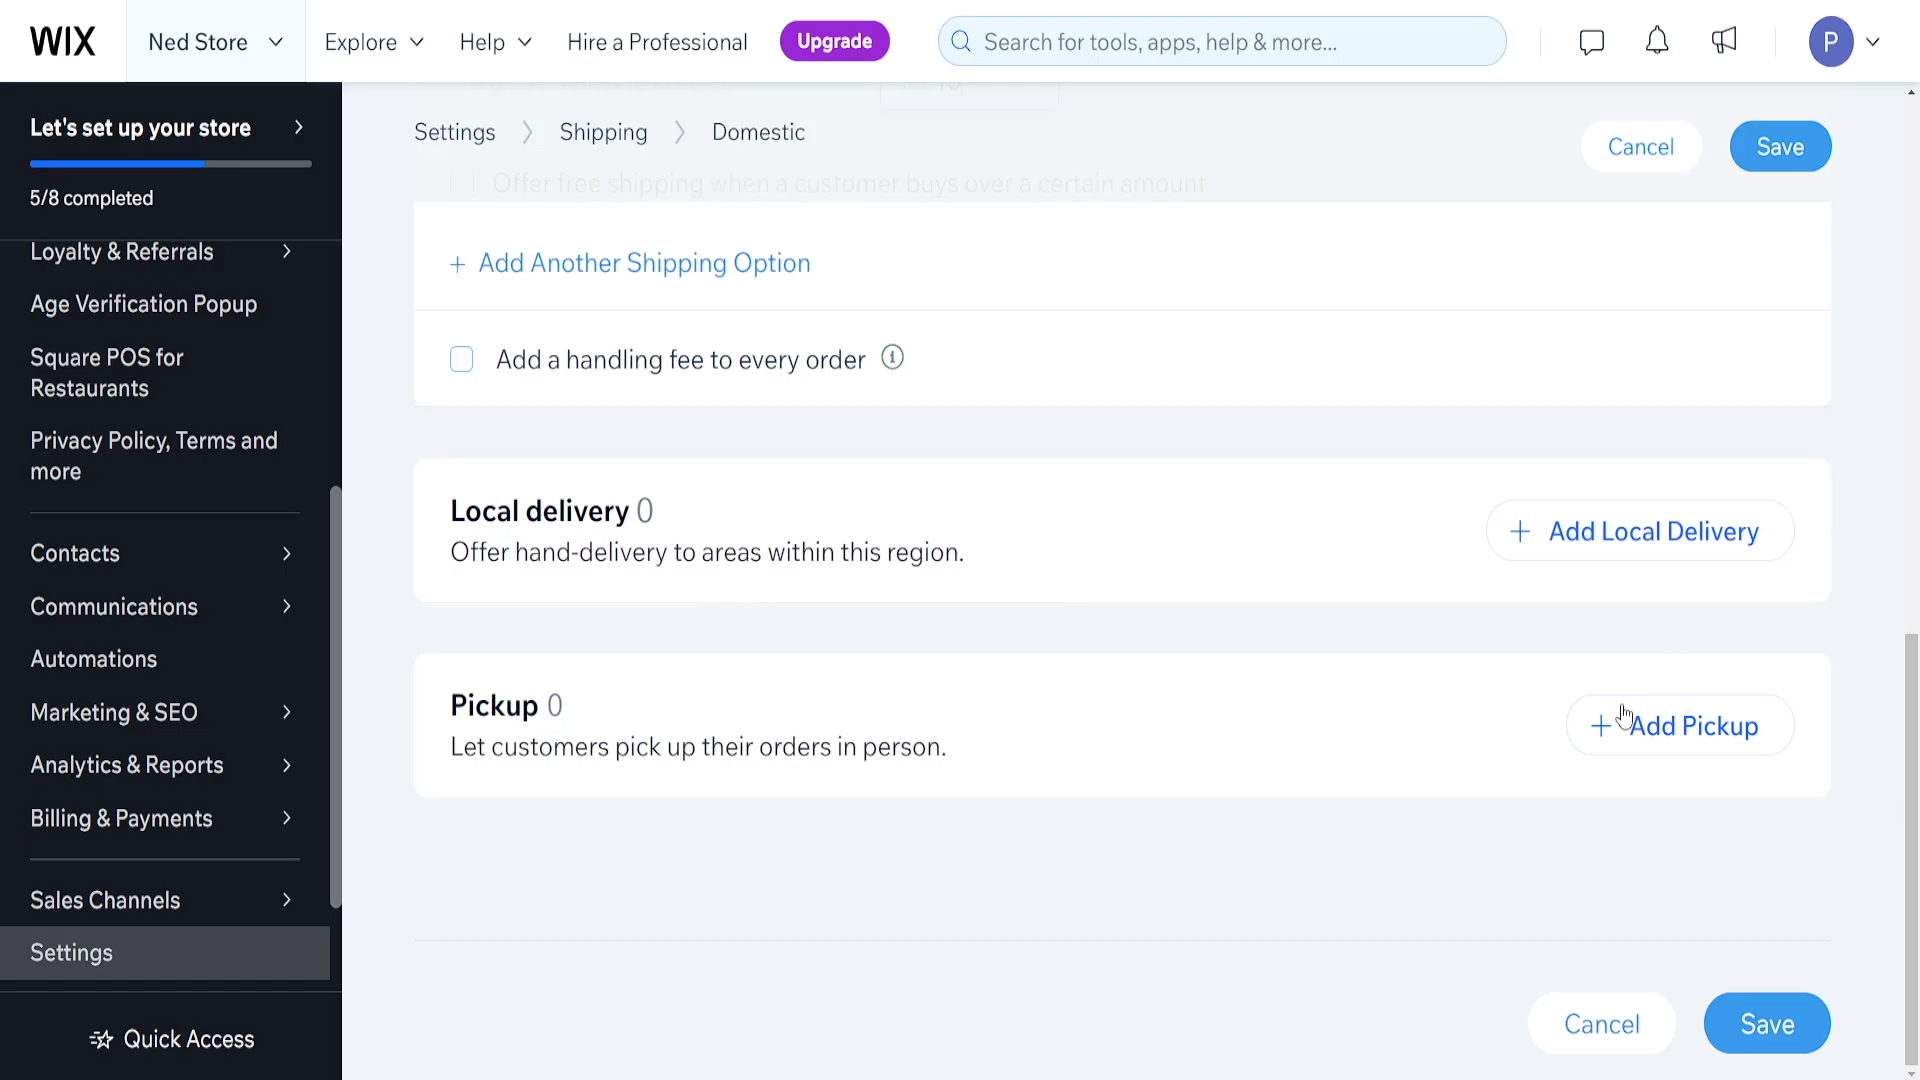 WIX
Ned Store
Explore
Help
Hire a Professional
Upgrade
Search for tools, apps, help & more...
P
Let's set up your store
5/8 completed
Loyalty & Referrals
Age Verification Popup
Square POS for
Restaurants
Privacy Policy, Terms and
more
Contacts
Communications
Automations
Marketing & SEO
Analytics & Reports
Billing & Payments
Sales Channels
Settings
Quick Access
Settings
Shipping
Domestic
Cancel
Save
Offer free shipping when a customer buys over a certain amount
+ Add Another Shipping Option
Add a handling fee to every order
Local delivery 0
Offer hand-delivery to areas within this region.
+ Add Local Delivery
Pickup 0
Let customers pick up their orders in person.
+ Add Pickup
Cancel
Save